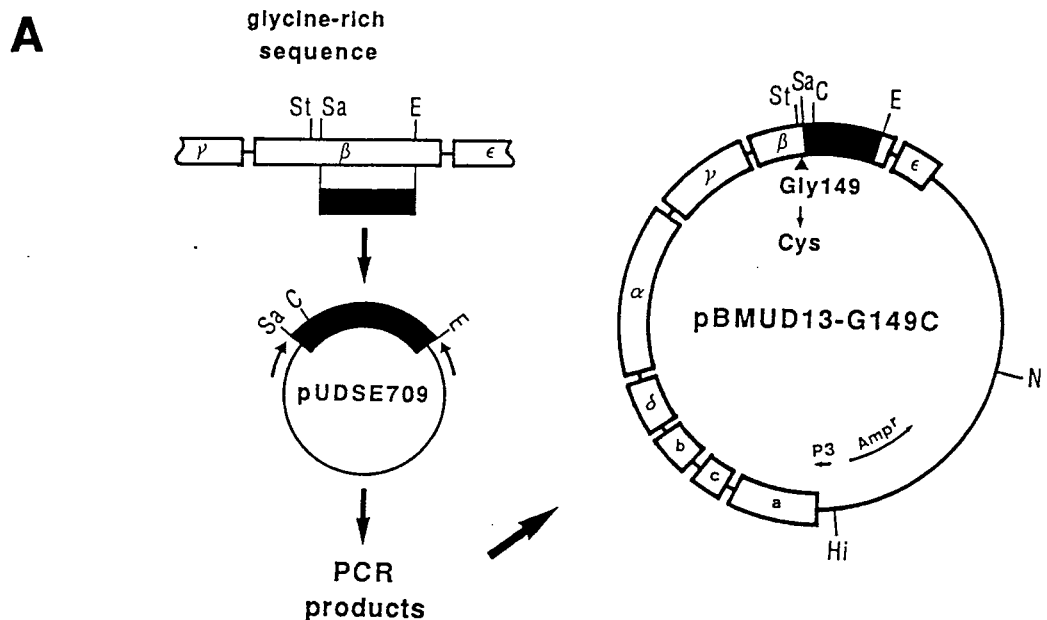 A
glycine-rich
sequence
St Sa E
γ β ε
Sa C E
pUDSE709
PCR
products
St Sa C E
β ε
γ
Gly149
Cys
α
pBMUD13-G149C
N
δ
b
c
a
P3 Ampr
Hi